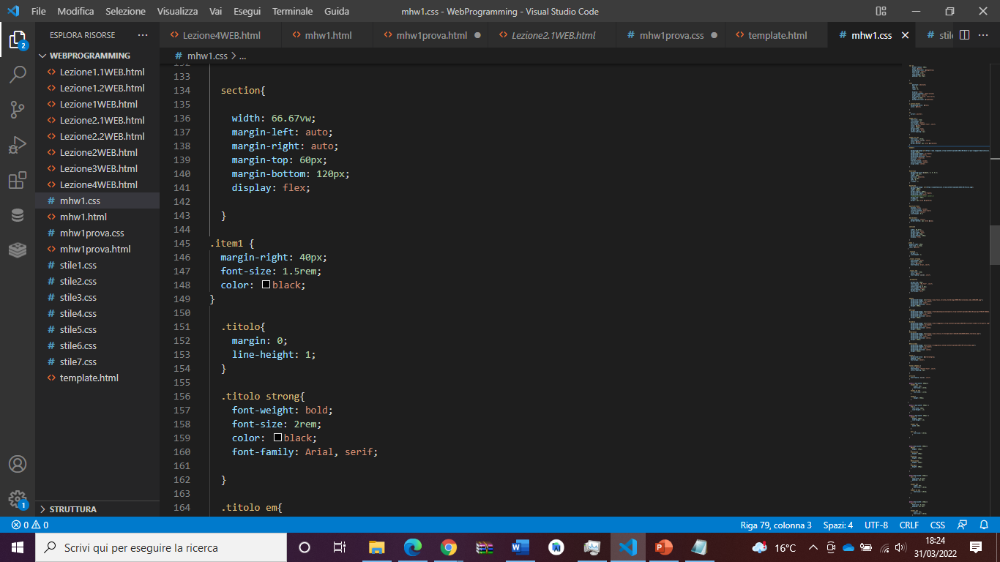 File Modifica Selezione Visualizza Vai Esegui Terminale Guida mhw1.css - WebProgramming - Visual Studio Code
ESPLORA RISORSE ···
Lezione4WEB.html mhw1.html mhw1prova.html Lezione2.1WEB.html mhw1prova.css template.html mhw1.css stile
WEBPROGRAMMING
Lezione1.1WEB.html
Lezione1.2WEB.html
Lezione1WEB.html
Lezione2.1WEB.html
Lezione2.2WEB.html
Lezione2WEB.html
Lezione3WEB.html
Lezione4WEB.html
mhw1.css
mhw1.html
mhw1prova.css
mhw1prova.html
stile1.css
stile2.css
stile3.css
stile4.css
stile5.css
stile6.css
stile7.css
template.html
STRUTTURA
2
1
# mhw1.css > ...
132
133
134 section{
135
136 width: 66.67vw;
137 margin-left: auto;
138 margin-right: auto;
139 margin-top: 60px;
140 margin-bottom: 120px;
141 display: flex;
142
143 }
144
145 .item1 {
146 margin-right: 40px;
147 font-size: 1.5rem;
148 color: black;
149 }
150
151 .titolo{
152 margin: 0;
153 line-height: 1;
154 }
155
156 .titolo strong{
157 font-weight: bold;
158 font-size: 2rem;
159 color: black;
160 font-family: Arial, serif;
161
162 }
163
164 .titolo em{
0 0 Riga 79, colonna 3 Spazi: 4 UTF-8 CRLF CSS
Scrivi qui per eseguire la ricerca
16°C
18:24
31/03/2022